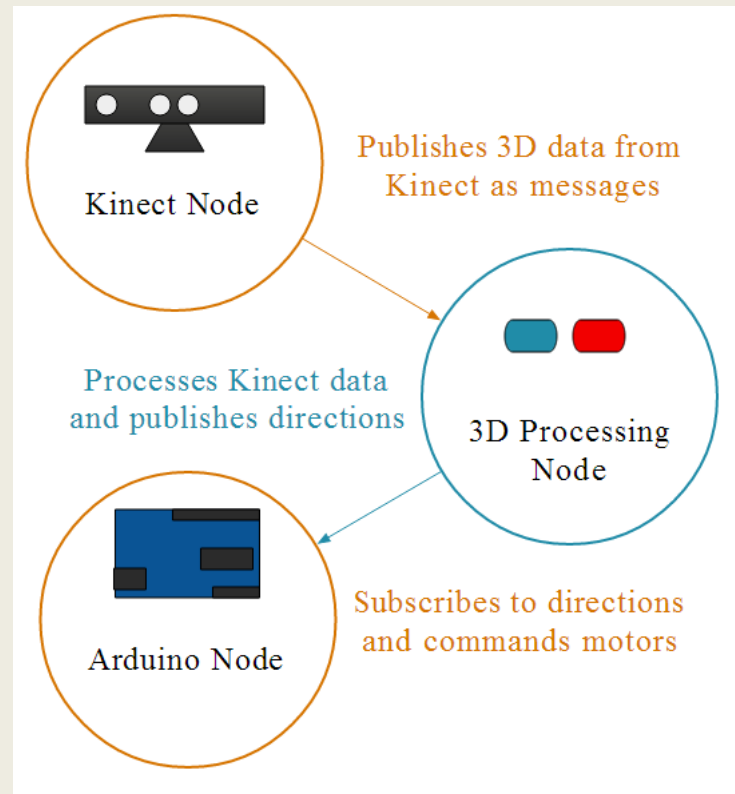 Kinect Node
Publishes 3D data from
Kinect as messages
Processes Kinect data
and publishes directions
3D Processing
Node
Arduino Node
Subscribes to directions
and commands motors